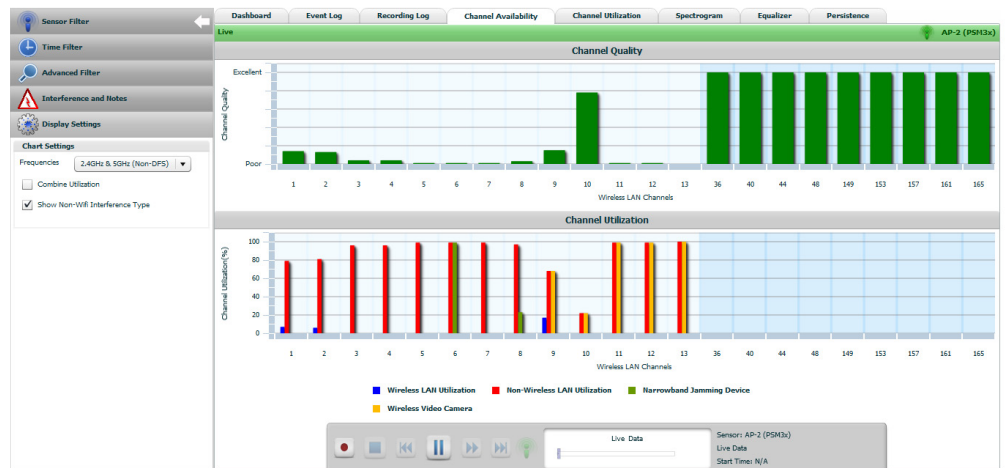 Sensor Filter
Time Filter
Advanced Filter
Interference and Notes
Display Settings
Chart Settings
Frequencies 2.4GHz & 5GHz (Non-DFS)
Combine Utilization
Show Non-Wifi Interference Type
Dashboard Event Log Recording Log Channel Availability Channel Utilization Spectrogram Equalizer Persistence
Live AP-2 (PSM3x)
Channel Quality
Channel Quality
Excellent
Poor
1 2 3 4 5 6 7 8 9 10 11 12 13 36 40 44 48 149 153 157 161 165
Wireless LAN Channels
Channel Utilization
Channel Utilization(%)
100
80
60
40
20
0
1 2 3 4 5 6 7 8 9 10 11 12 13 36 40 44 48 149 153 157 161 165
Wireless LAN Channels
Wireless LAN Utilization Non-Wireless LAN Utilization Narrowband Jamming Device
Wireless Video Camera
Live Data
Sensor: AP-2 (PSM3x)
Live Data
Start Time: N/A